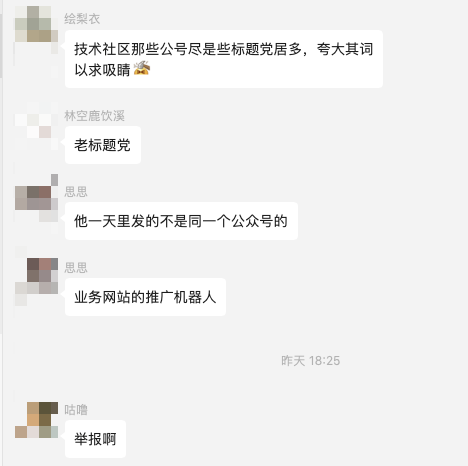 绘梨衣
技术社区那些公号尽是些标题党居多，夸大其词
以求吸睛
林空鹿饮溪
老标题党
思思
他一天里发的不是同一个公众号的
思思
业务网站的推广机器人
昨天 18:25
咕噜
举报啊